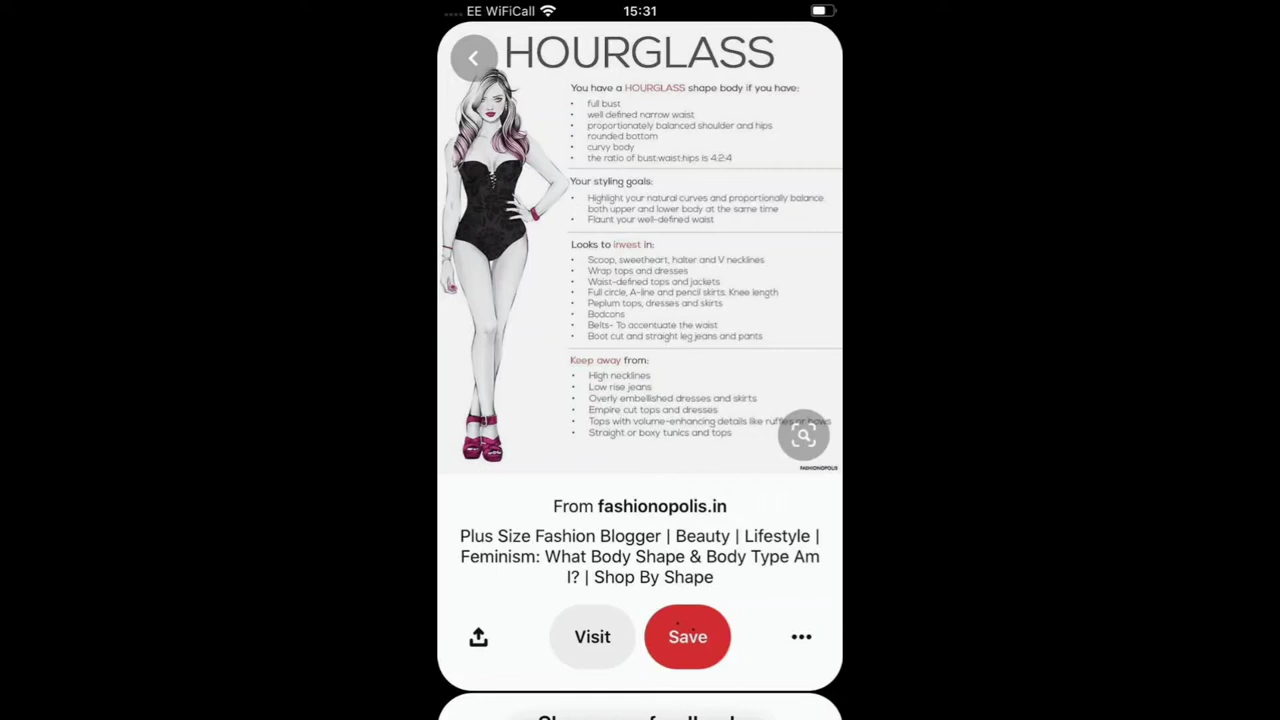 EE WiFiCall
15:31
HOURGLASS
You have a HOURGLASS shape body if you have:
• full bust
• well defined narrow waist
• proportionately balanced shoulder and hips
• rounded bottom
• curvy body
• the ratio of bust:waist:hips is 4:2:4
Your styling goals:
• Highlight your natural curves and proportionally balance
both upper and lower body at the same time
• Flaunt your well-defined waist
Looks to invest in:
• Scoop, sweetheart, halter and V necklines
• Wrap tops and dresses
• Waist-defined tops and jackets
• Full circle, A-line and pencil skirts. Knee length
• Peplum tops, dresses and skirts
• Bodcons
• Belts- To accentuate the waist
• Boot cut and straight leg jeans and pants
Keep away from:
• High necklines
• Low rise jeans
• Overly embellished dresses and skirts
• Empire cut tops and dresses
• Tops with volume-enhancing details like ruffles or bows
• Straight or boxy tunics and tops
FASHIONOPOLIS
From fashionopolis.in
Plus Size Fashion Blogger | Beauty | Lifestyle |
Feminism: What Body Shape & Body Type Am
I? | Shop By Shape
Visit
Save